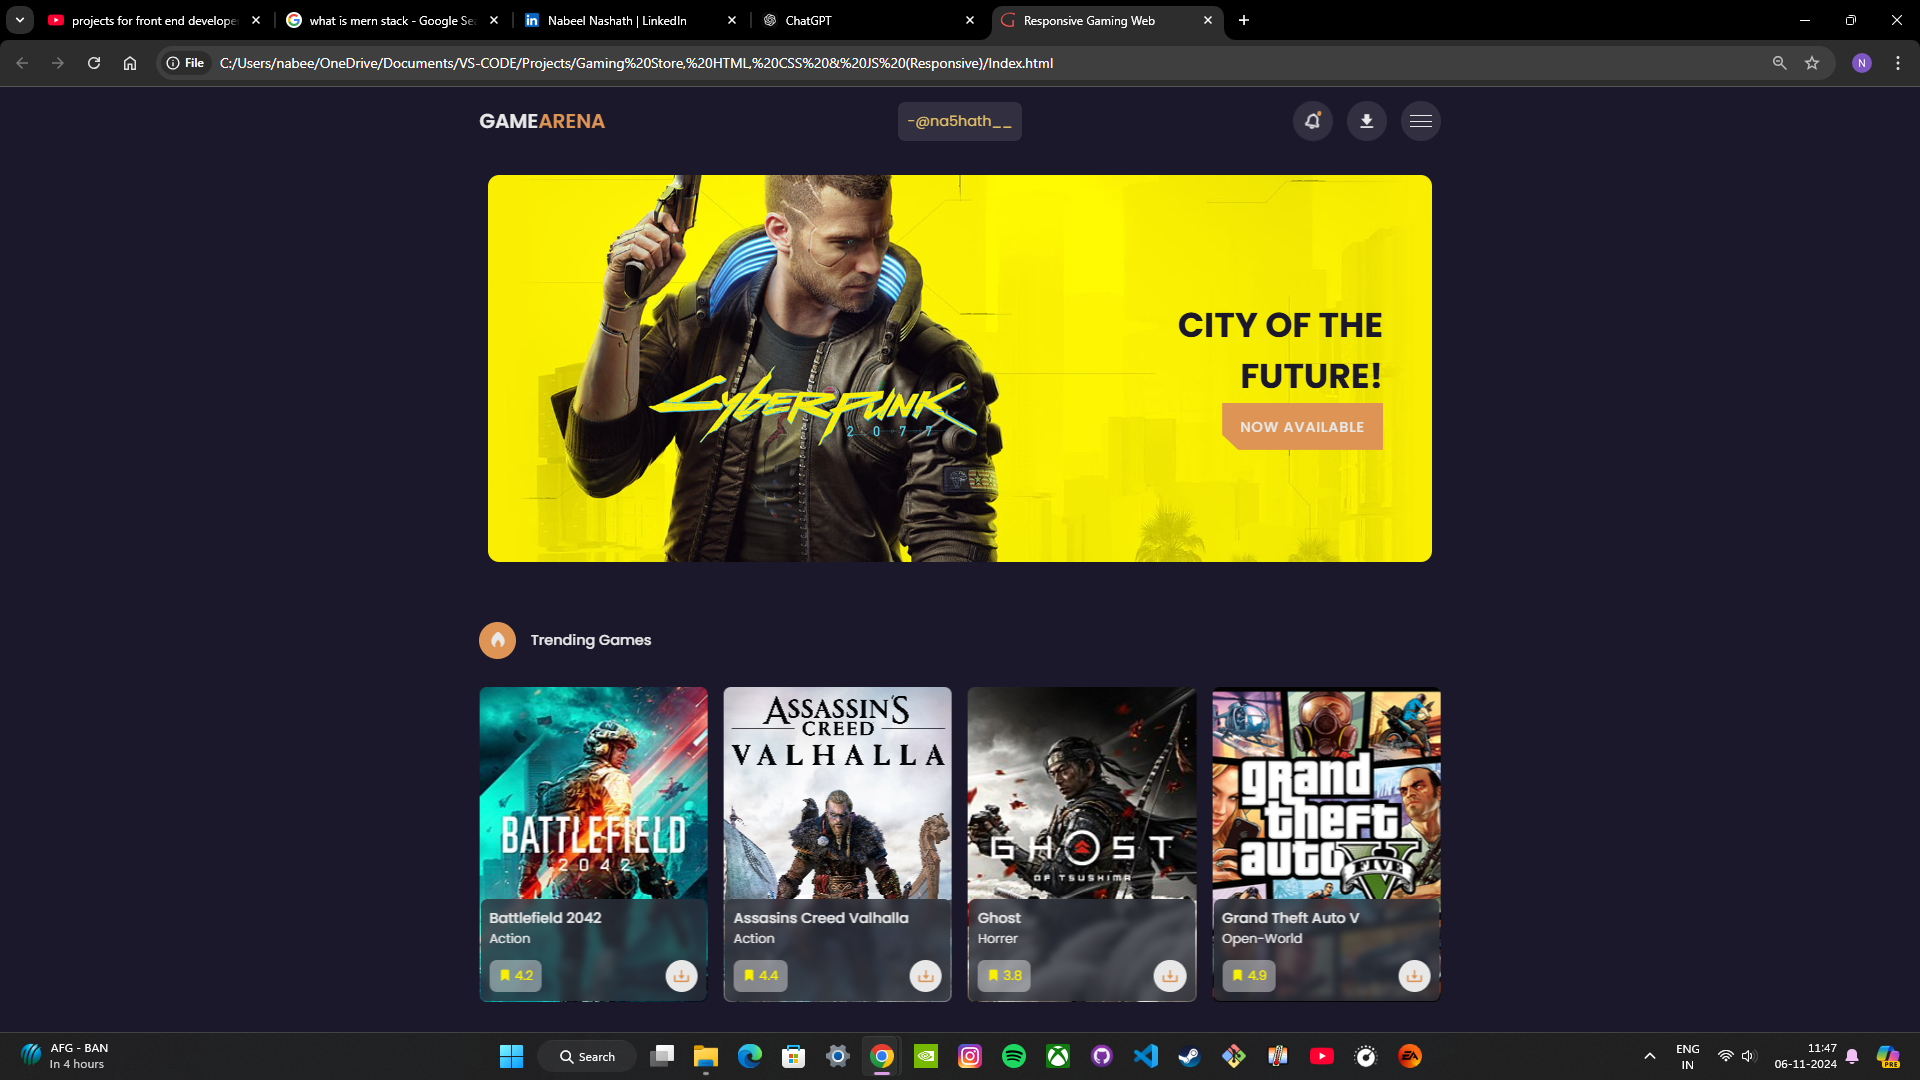 projects for front end develope
what is mern stack - Google Sea
Nabeel Nashath | LinkedIn
ChatGPT
Responsive Gaming Web
File
C:/Users/nabee/OneDrive/Documents/VS-CODE/Projects/Gaming%20Store,%20HTML,%20CSS%20&%20JS%20(Responsive)/Index.html
N
GAMEARENA
-@na5hath__
CITY OF THE
FUTURE!
CYBERPUNK
2077
NOW AVAILABLE
Trending Games
BATTLEFIELD
2042
Battlefield 2042
Action
4.2
ASSASSIN'S
CREED
VALHALLA
Assasins Creed Valhalla
Action
4.4
GHOST
OF TSUSHIMA
Ghost
Horrer
3.8
grand
theft
auto V
FIVE
Grand Theft Auto V
Open-World
4.9
AFG - BAN
In 4 hours
Search
EA
ENG
IN
11:47
06-11-2024
PRE